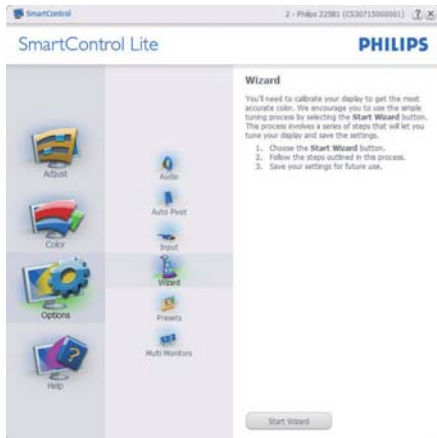 SmartControl
2 - Philips 225B1 (CS30715000001)
SmartControl Lite
PHILIPS
Adjust
Color
Options
Help
Audio
Auto Pivot
Input
Wizard
Presets
Multi Monitors
Wizard
You'll need to calibrate your display to get the most
accurate color. We encourage you to use the simple
tuning process by selecting the Start Wizard button.
This process involves a series of steps that will let you
tune your display and save the settings.
1. Choose the Start Wizard button.
2. Follow the steps outlined in this process.
3. Save your settings for future use.
Start Wizard